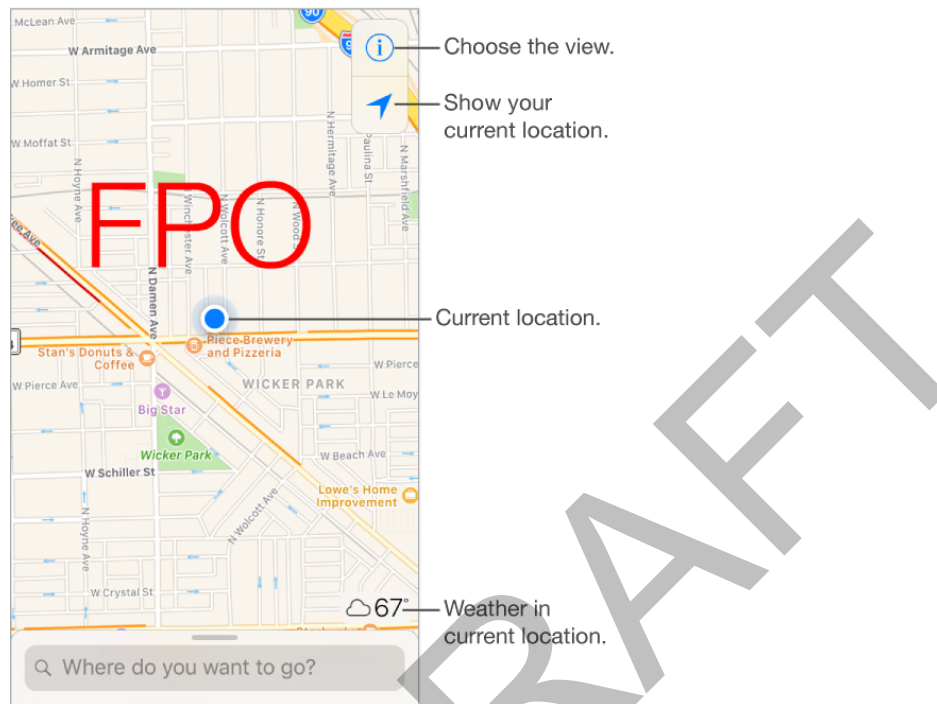 McLean Ave
90
W Armitage Ave
Choose the view.
W Homer St
Show your
current location.
W Moffat St
N Hoyne Ave
N Winchester Ave
N Wolcott Ave
N Honore St
N Wood S
N Hermitage Ave
Paulina St
N Marshfield Ave
FPO
ee Ave
N Damen Ave
Current location.
Piece Brewery
and Pizzeria
Stan's Donuts &
Coffee
W Pierce
W Pierce Ave
WICKER PARK
W Le Moy
Big Star
Wicker Park
W Beach Ave
W Schiller St
Lowe's Home
Improvement
N Wolcott Ave
N Hoyne Ave
W Crystal St
67°
Weather in
current location.
Where do you want to go?
RAFT